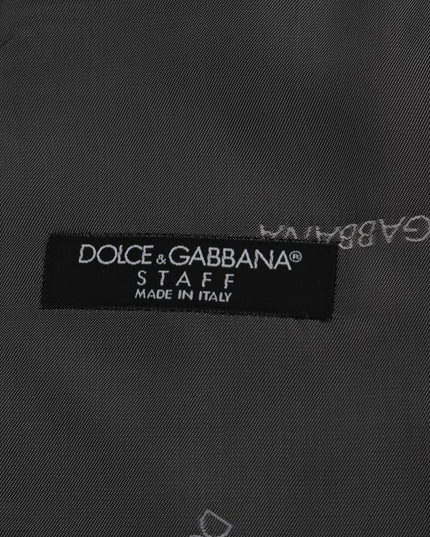 GABBANA
DOLCE & GABBANA®
STAFF
MADE IN ITALY
D